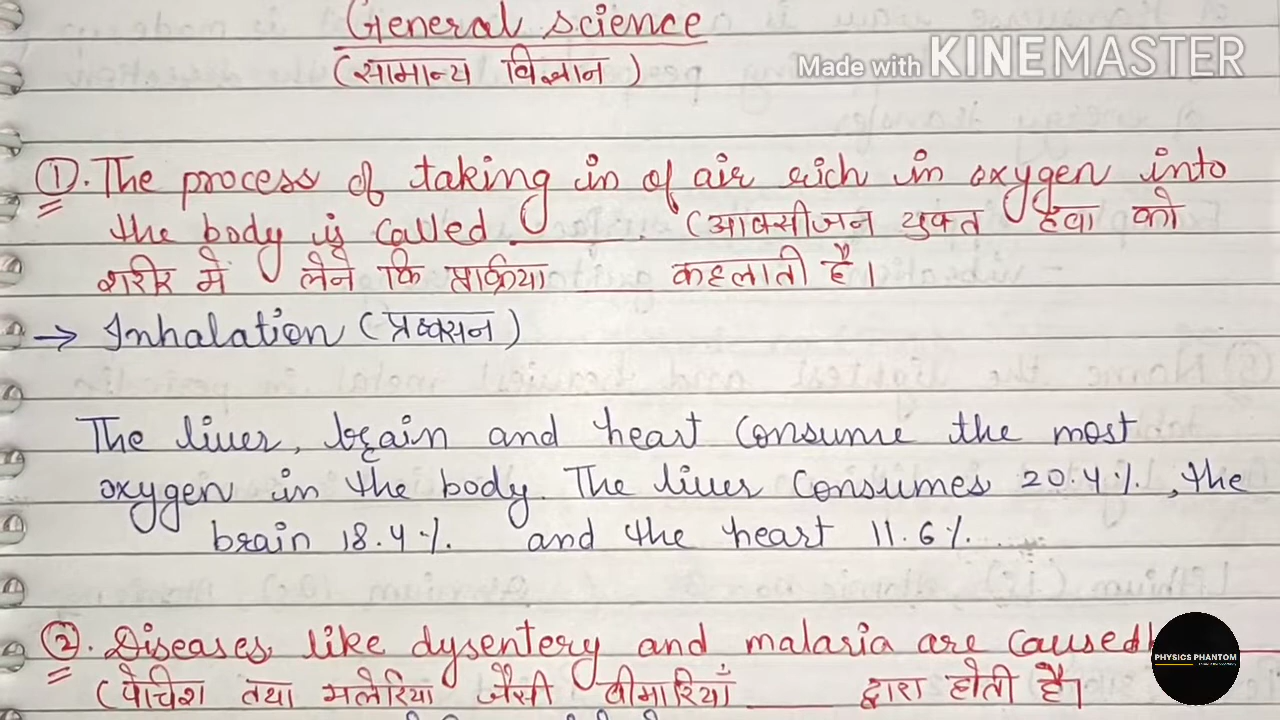 General science
(सामान्य विज्ञान)
Made with KINEMASTER
①. The process of taking in of air rich in oxygen into
the body is called ______. (आक्सीजन युक्त हवा को
शरीर में लेने कि प्रक्रिया ____ कहलाती है।
→ Inhalation (प्रश्वसन)
The liver, brain and heart consume the most
oxygen in the body. The liver consumes 20.4%, the
brain 18.4% and the heart 11.6%.
②. Diseases like dysentery and malaria are caused
PHYSICS PHANTOM
(पेचिश तथा मलेरिया जैसी बीमारियाँ ____ द्वारा होती है।